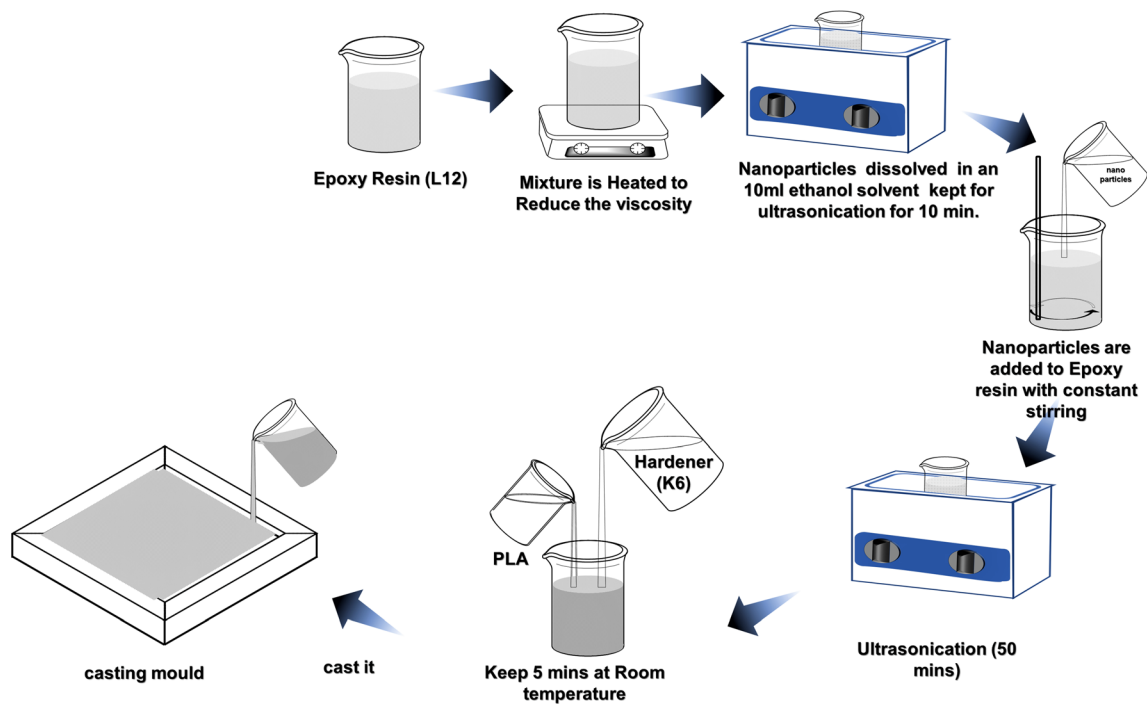 Epoxy Resin (L12)
Mixture is Heated to
Reduce the viscosity
Nanoparticles dissolved in an
10ml ethanol solvent kept for
ultrasonication for 10 min.
nano
particles
Nanoparticles are
added to Epoxy
resin with constant
stirring
Ultrasonication (50
mins)
Hardener
(K6)
PLA
Keep 5 mins at Room
temperature
cast it
casting mould